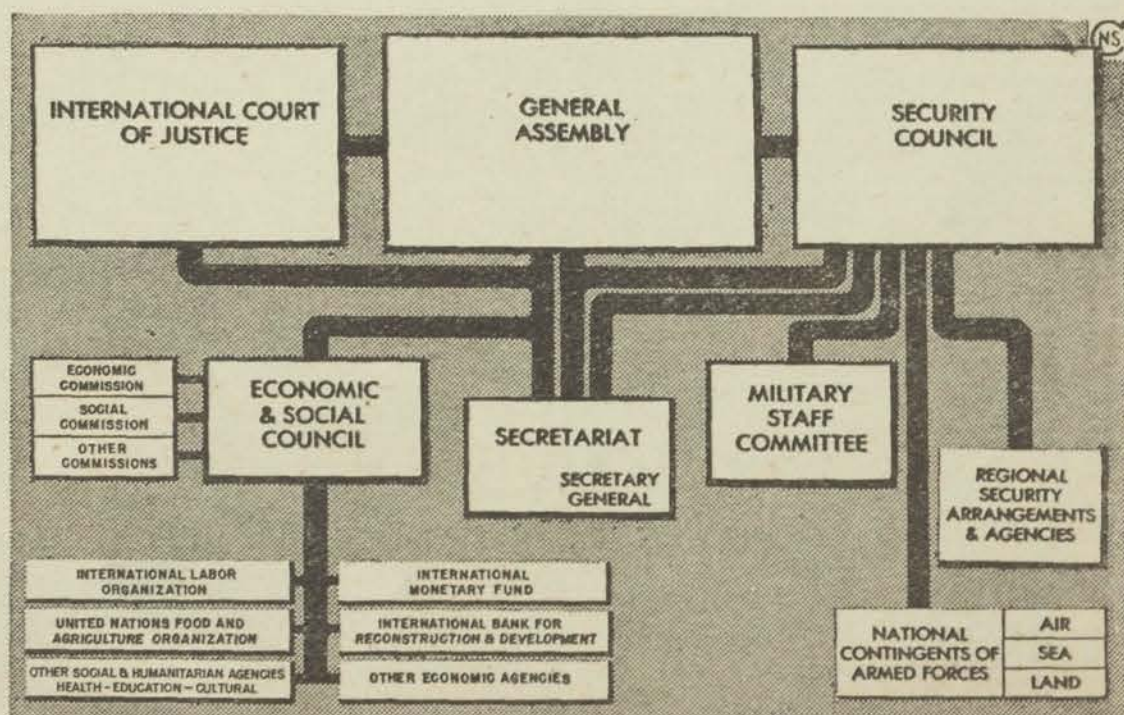 NS
INTERNATIONAL COURT
OF JUSTICE
GENERAL
ASSEMBLY
SECURITY
COUNCIL
ECONOMIC
COMMISSION
SOCIAL
COMMISSION
OTHER
COMMISSIONS
ECONOMIC
& SOCIAL
COUNCIL
SECRETARIAT
SECRETARY
GENERAL
MILITARY
STAFF
COMMITTEE
REGIONAL
SECURITY
ARRANGEMENTS
& AGENCIES
INTERNATIONAL LABOR
ORGANIZATION
UNITED NATIONS FOOD AND
AGRICULTURE ORGANIZATION
OTHER SOCIAL & HUMANITARIAN AGENCIES
HEALTH - EDUCATION - CULTURAL
INTERNATIONAL
MONETARY FUND
INTERNATIONAL BANK FOR
RECONSTRUCTION & DEVELOPMENT
OTHER ECONOMIC AGENCIES
NATIONAL
CONTINGENTS OF
ARMED FORCES
AIR
SEA
LAND